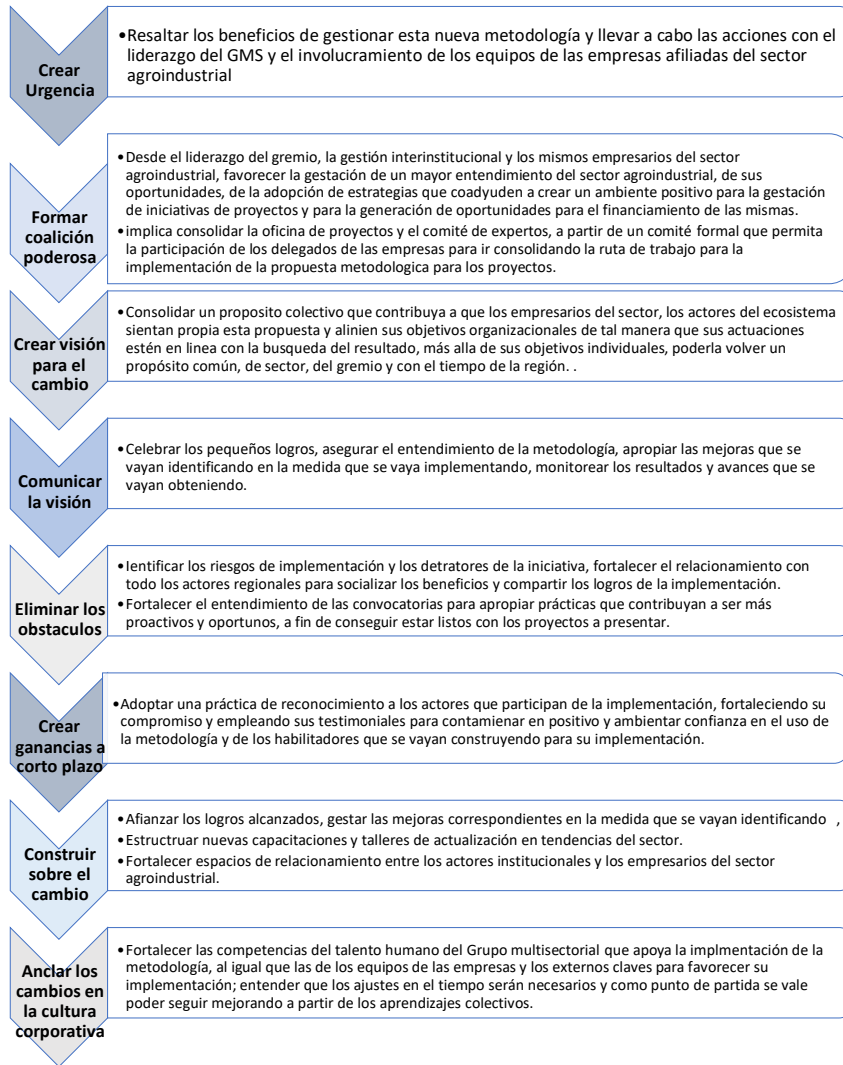 Crear
Urgencia
•Resaltar los beneficios de gestionar esta nueva metodología y llevar a cabo las acciones con el
liderazgo del GMS y el involucramiento de los equipos de las empresas afiliadas del sector
agroindustrial
Formar
coalición
poderosa
•Desde el liderazgo del gremio, la gestión interinstitucional y los mismos empresarios del sector
agroindustrial, favorecer la gestación de un mayor entendimiento del sector agroindustrial, de sus
oportunidades, de la adopción de estrategias que coadyuden a crear un ambiente positivo para la gestación
de iniciativas de proyectos y para la generación de oportunidades para el financiamiento de las mismas.
•implica consolidar la oficina de proyectos y el comité de expertos, a partir de un comité formal que permita
la participación de los delegados de las empresas para ir consolidando la ruta de trabajo para la
implementación de la propuesta metodologica para los proyectos.
Crear visión
para el
cambio
•Consolidar un proposito colectivo que contribuya a que los empresarios del sector, los actores del ecosistema
sientan propia esta propuesta y alinien sus objetivos organizacionales de tal manera que sus actuaciones
estén en linea con la busqueda del resultado, más alla de sus objetivos individuales, poderla volver un
propósito común, de sector, del gremio y con el tiempo de la región. .
Comunicar
la visión
•Celebrar los pequeños logros, asegurar el entendimiento de la metodología, apropiar las mejoras que se
vayan identificando en la medida que se vaya implementando, monitorear los resultados y avances que se
vayan obteniendo.
Eliminar los
obstaculos
•Ientificar los riesgos de implementación y los detratores de la iniciativa, fortalecer el relacionamiento con
todo los actores regionales para socializar los beneficios y compartir los logros de la implementación.
•Fortalecer el entendimiento de las convocatorias para apropiar prácticas que contribuyan a ser más
proactivos y oportunos, a fin de conseguir estar listos con los proyectos a presentar.
Crear
ganancias a
corto plazo
•Adoptar una práctica de reconocimiento a los actores que participan de la implementación, fortaleciendo su
compromiso y empleando sus testimoniales para contamienar en positivo y ambientar confianza en el uso de
la metodología y de los habilitadores que se vayan construyendo para su implementación.
Construir
sobre el
cambio
•Afianzar los logros alcanzados, gestar las mejoras correspondientes en la medida que se vayan identificando ,
•Estructruar nuevas capacitaciones y talleres de actualización en tendencias del sector.
•Fortalecer espacios de relacionamiento entre los actores institucionales y los empresarios del sector
agroindustrial.
Anclar los
cambios en
la cultura
corporativa
•Fortalecer las competencias del talento humano del Grupo multisectorial que apoya la implmentación de la
metodología, al igual que las de los equipos de las empresas y los externos claves para favorecer su
implementación; entender que los ajustes en el tiempo serán necesarios y como punto de partida se vale
poder seguir mejorando a partir de los aprendizajes colectivos.